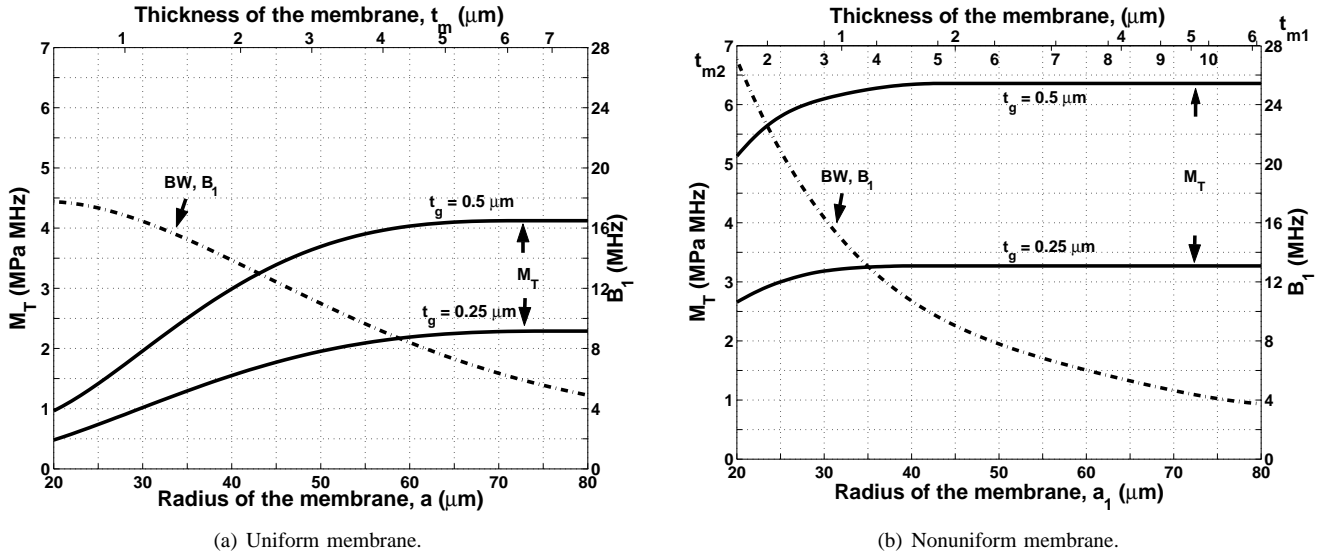 Thickness of the membrane, t_m (μm)
1 2 3 4 5 6 7
7 28
6 24
5 20
4 16
3 12
2 8
1 4
0 0
M_T (MPa MHz)
B_1 (MHz)
BW, B_1
t_g = 0.5 μm
M_T
t_g = 0.25 μm
20 30 40 50 60 70 80
Radius of the membrane, a (μm)
(a) Uniform membrane.
Thickness of the membrane, (μm)
t_m1
1 2 3 4 5 6
t_m2
2 3 4 5 6 7 8 9 10
7 28
6 24
5 20
4 16
3 12
2 8
1 4
0 0
M_T (MPa MHz)
B_1 (MHz)
t_g = 0.5 μm
BW, B_1
M_T
t_g = 0.25 μm
20 30 40 50 60 70 80
Radius of the membrane, a_1 (μm)
(b) Nonuniform membrane.